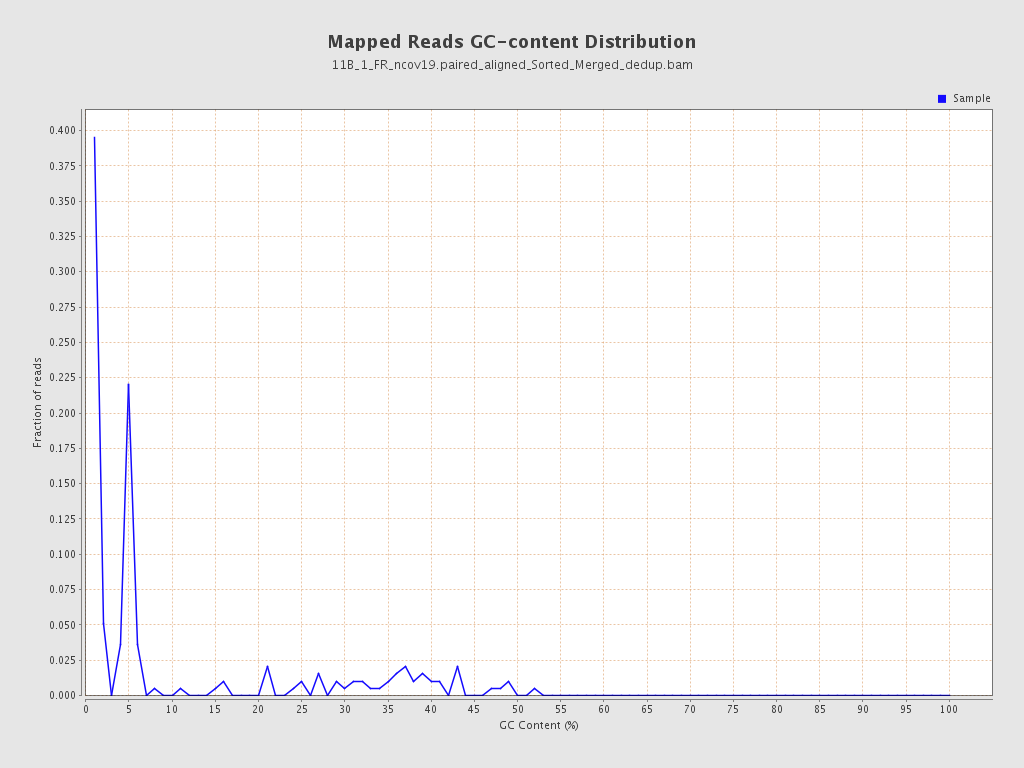 Mapped Reads GC-content Distribution
11B_1_FR_ncov19.paired_aligned_Sorted_Merged_dedup.bam
Sample
0.400
0.375
0.350
0.325
0.300
0.275
0.250
0.225
0.200
0.175
0.150
0.125
0.100
0.075
0.050
0.025
0.000
Fraction of reads
0 5 10 15 20 25 30 35 40 45 50 55 60 65 70 75 80 85 90 95 100
GC Content (%)